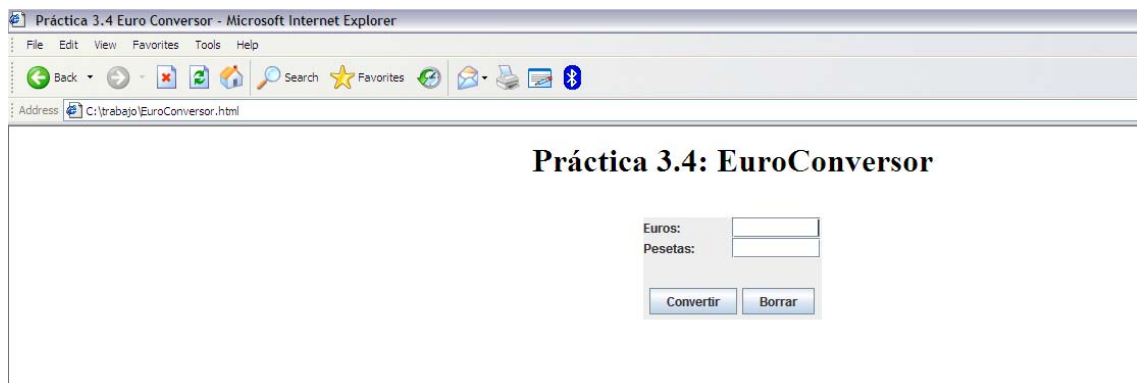 Práctica 3.4 Euro Conversor - Microsoft Internet Explorer
File Edit View Favorites Tools Help
Back Search Favorites
Address C:\trabajo\EuroConversor.html
Práctica 3.4: EuroConversor
Euros:
Pesetas:
Convertir Borrar